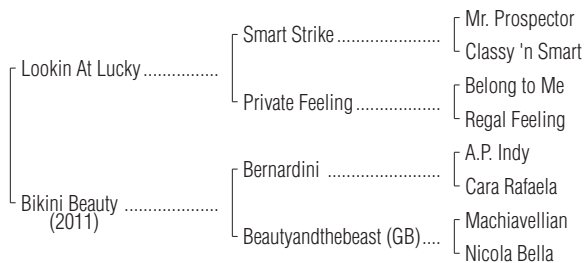 Mr. Prospector
Smart Strike ......................
Classy 'n Smart
Lookin At Lucky ................
Belong to Me
Private Feeling ..................
Regal Feeling
A.P. Indy
Bernardini ........................
Cara Rafaela
Bikini Beauty ....................
(2011)
Machiavellian
Beautyandthebeast (GB)....
Nicola Bella